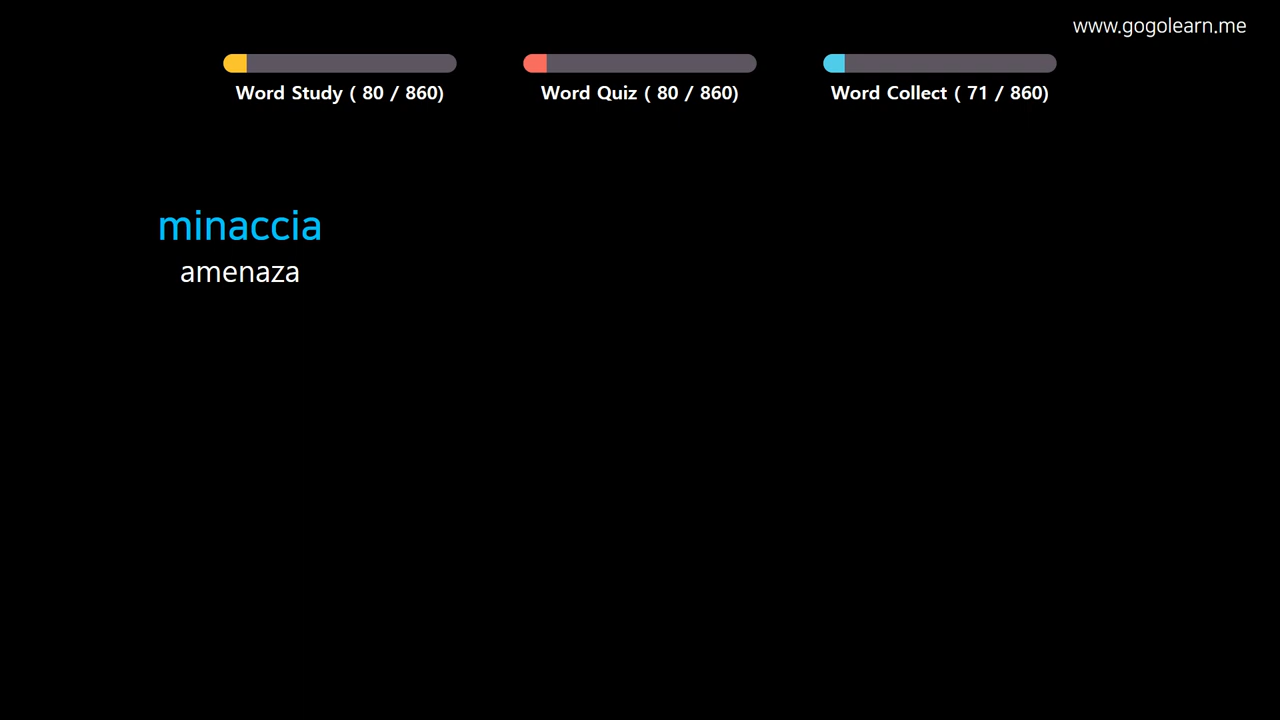 www.gogolearn.me
Word Study ( 80 / 860)
Word Quiz ( 80 / 860)
Word Collect ( 71 / 860)
minaccia
amenaza